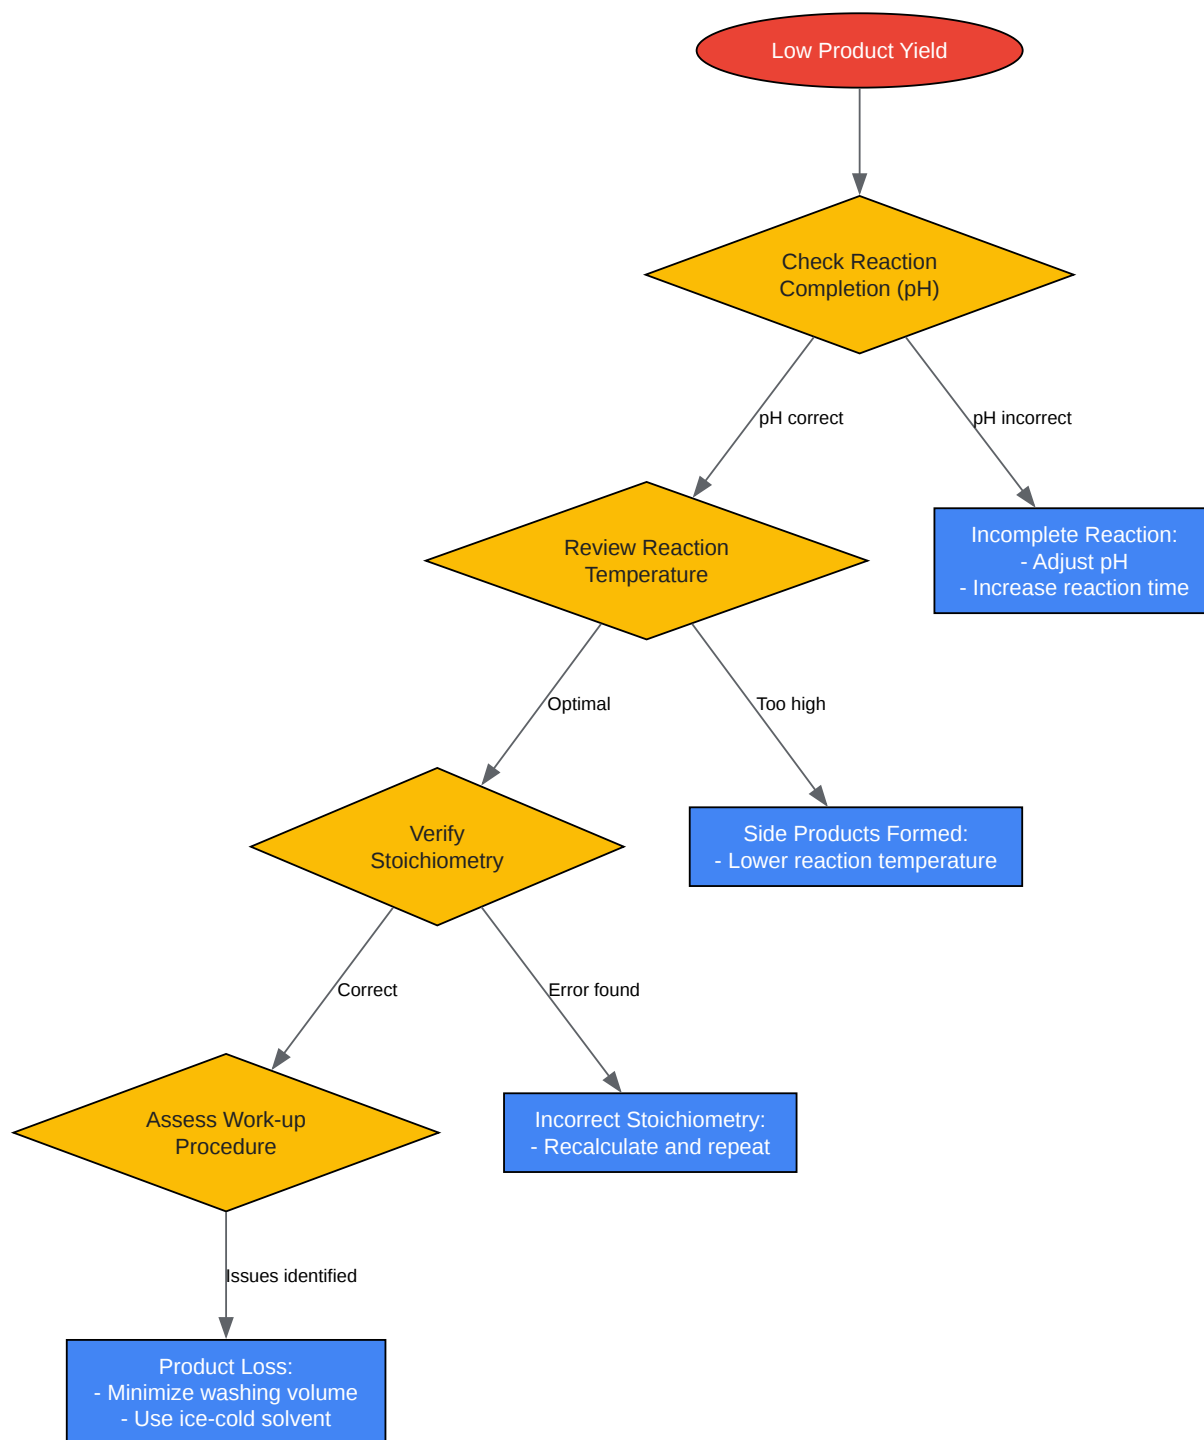 Low Product Yield
Check Reaction
Completion (pH)
pH correct
pH incorrect
Review Reaction
Temperature
Incomplete Reaction:
- Adjust pH
- Increase reaction time
Optimal
Too high
Verify
Stoichiometry
Side Products Formed:
- Lower reaction temperature
Correct
Error found
Assess Work-up
Procedure
Incorrect Stoichiometry:
- Recalculate and repeat
Issues identified
Product Loss:
- Minimize washing volume
- Use ice-cold solvent